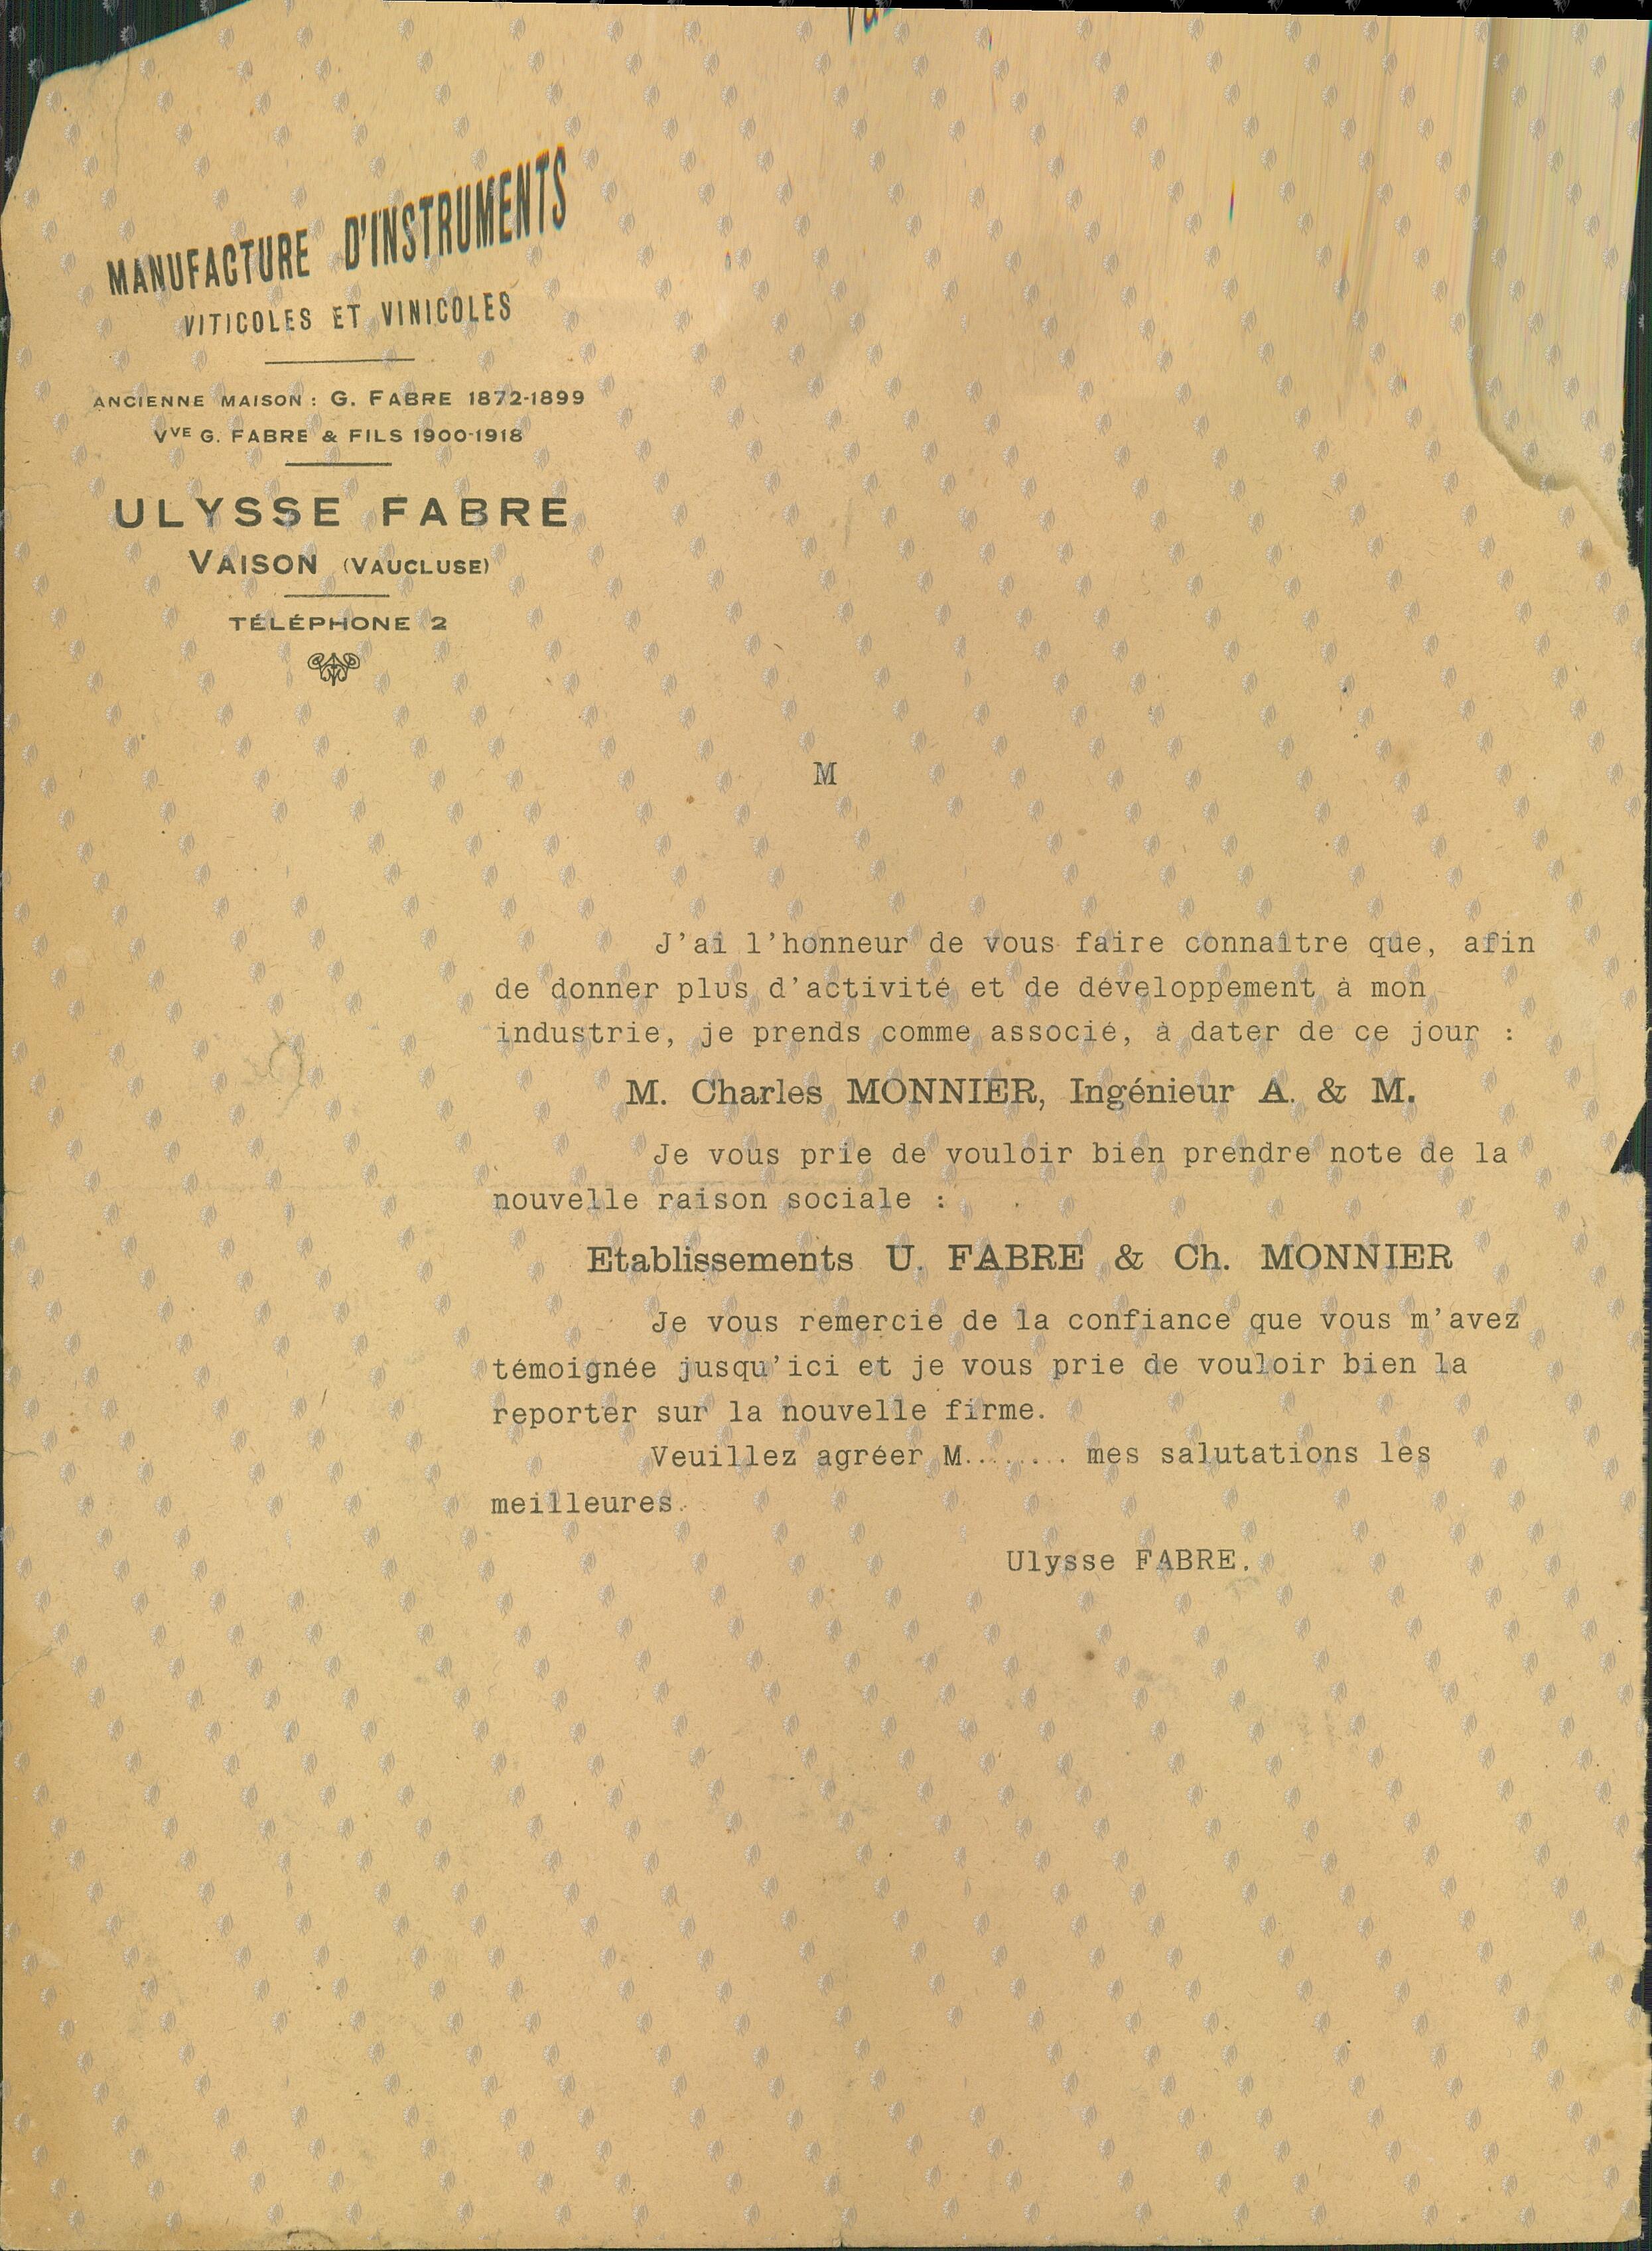 MANUFACTURE D'INSTRUMENTS
VITICOLES ET VINICOLES
ANCIENNE MAISON : G. FABRE 1872-1899
VVE G. FABRE & FILS 1900-1918
ULYSSE FABRE
VAISON (VAUCLUSE)
TÉLÉPHONE 2
M
J'ai l'honneur de vous faire connaître que, afin
de donner plus d'activité et de développement à mon
industrie, je prends comme associé, à dater de ce jour :
M. Charles MONNIER, Ingénieur A. & M.
Je vous prie de vouloir bien prendre note de la
nouvelle raison sociale :
Etablissements U. FABRE & Ch. MONNIER
Je vous remercie de la confiance que vous m'avez
témoignée jusqu'ici et je vous prie de vouloir bien la
reporter sur la nouvelle firme.
Veuillez agréer M........ mes salutations les
meilleures.
Ulysse FABRE.